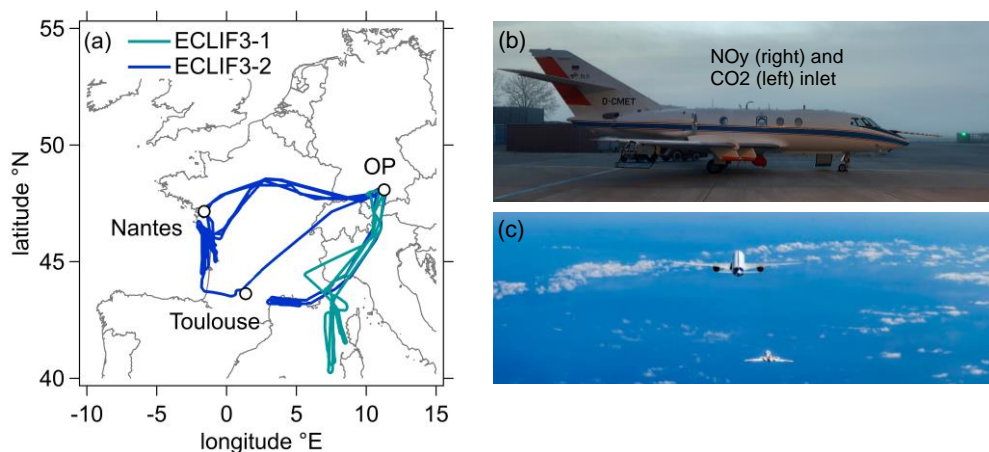 (a)
ECLIF3-1
ECLIF3-2
55
50
45
40
latitude °N
OP
Nantes
Toulouse
-10
-5
0
5
10
15
longitude °E
(b)
NOy (right) and
CO2 (left) inlet
D-CMET
(c)